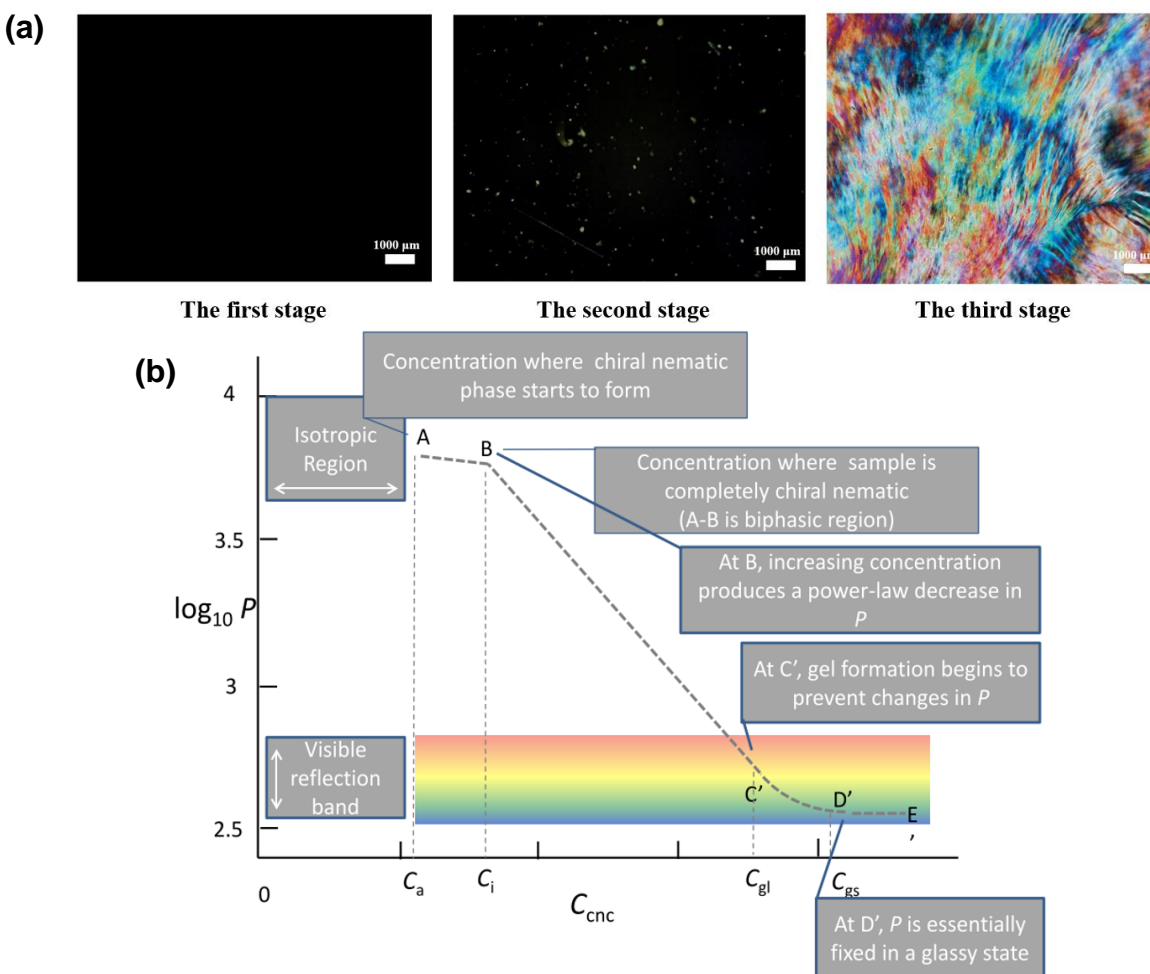 (a)
1000 μm
1000 μm
1000 μm
The first stage
The second stage
The third stage
(b)
Concentration where chiral nematic
phase starts to form
4
Isotropic
Region
A
B
Concentration where sample is
completely chiral nematic
(A-B is biphasic region)
3.5
At B, increasing concentration
produces a power-law decrease in
P
log₁₀ P
At C’, gel formation begins to
prevent changes in P
3
Visible
reflection
band
C’
D’
E
’
2.5
0
Cₐ
Cᵢ
C_gl
C_gs
C_cnc
At D’, P is essentially
fixed in a glassy state